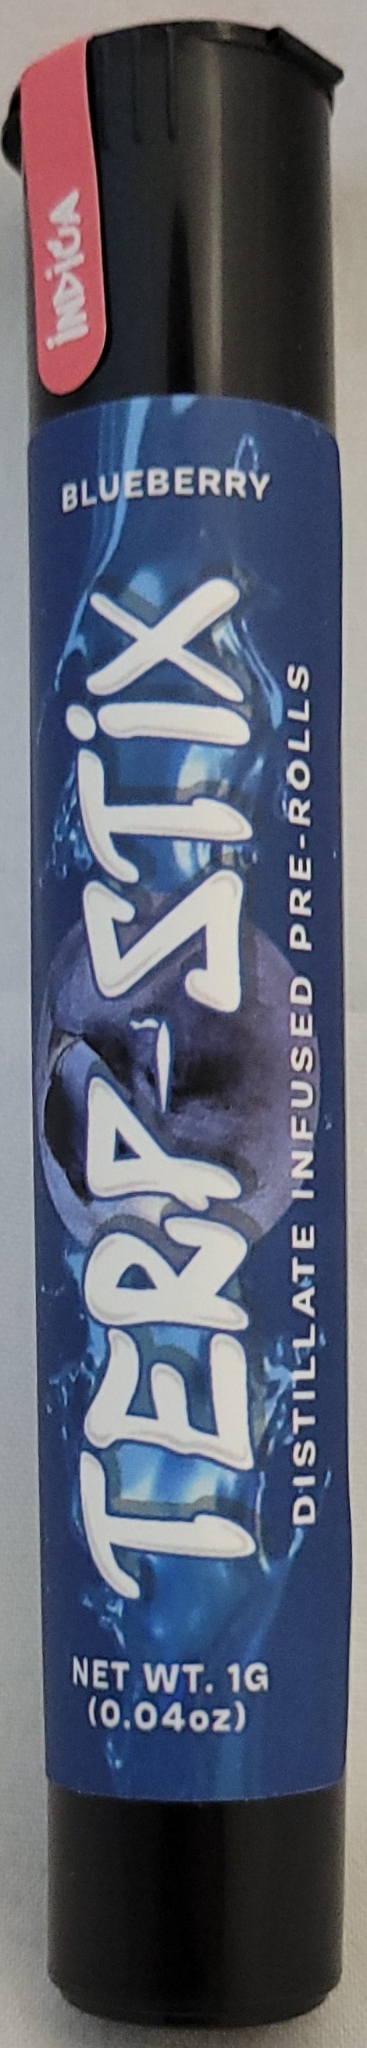 INDICA
BLUEBERRY
TERP-STIX
DISTILLATE INFUSED PRE-ROLLS
NET WT. 1G
(0.04oz)